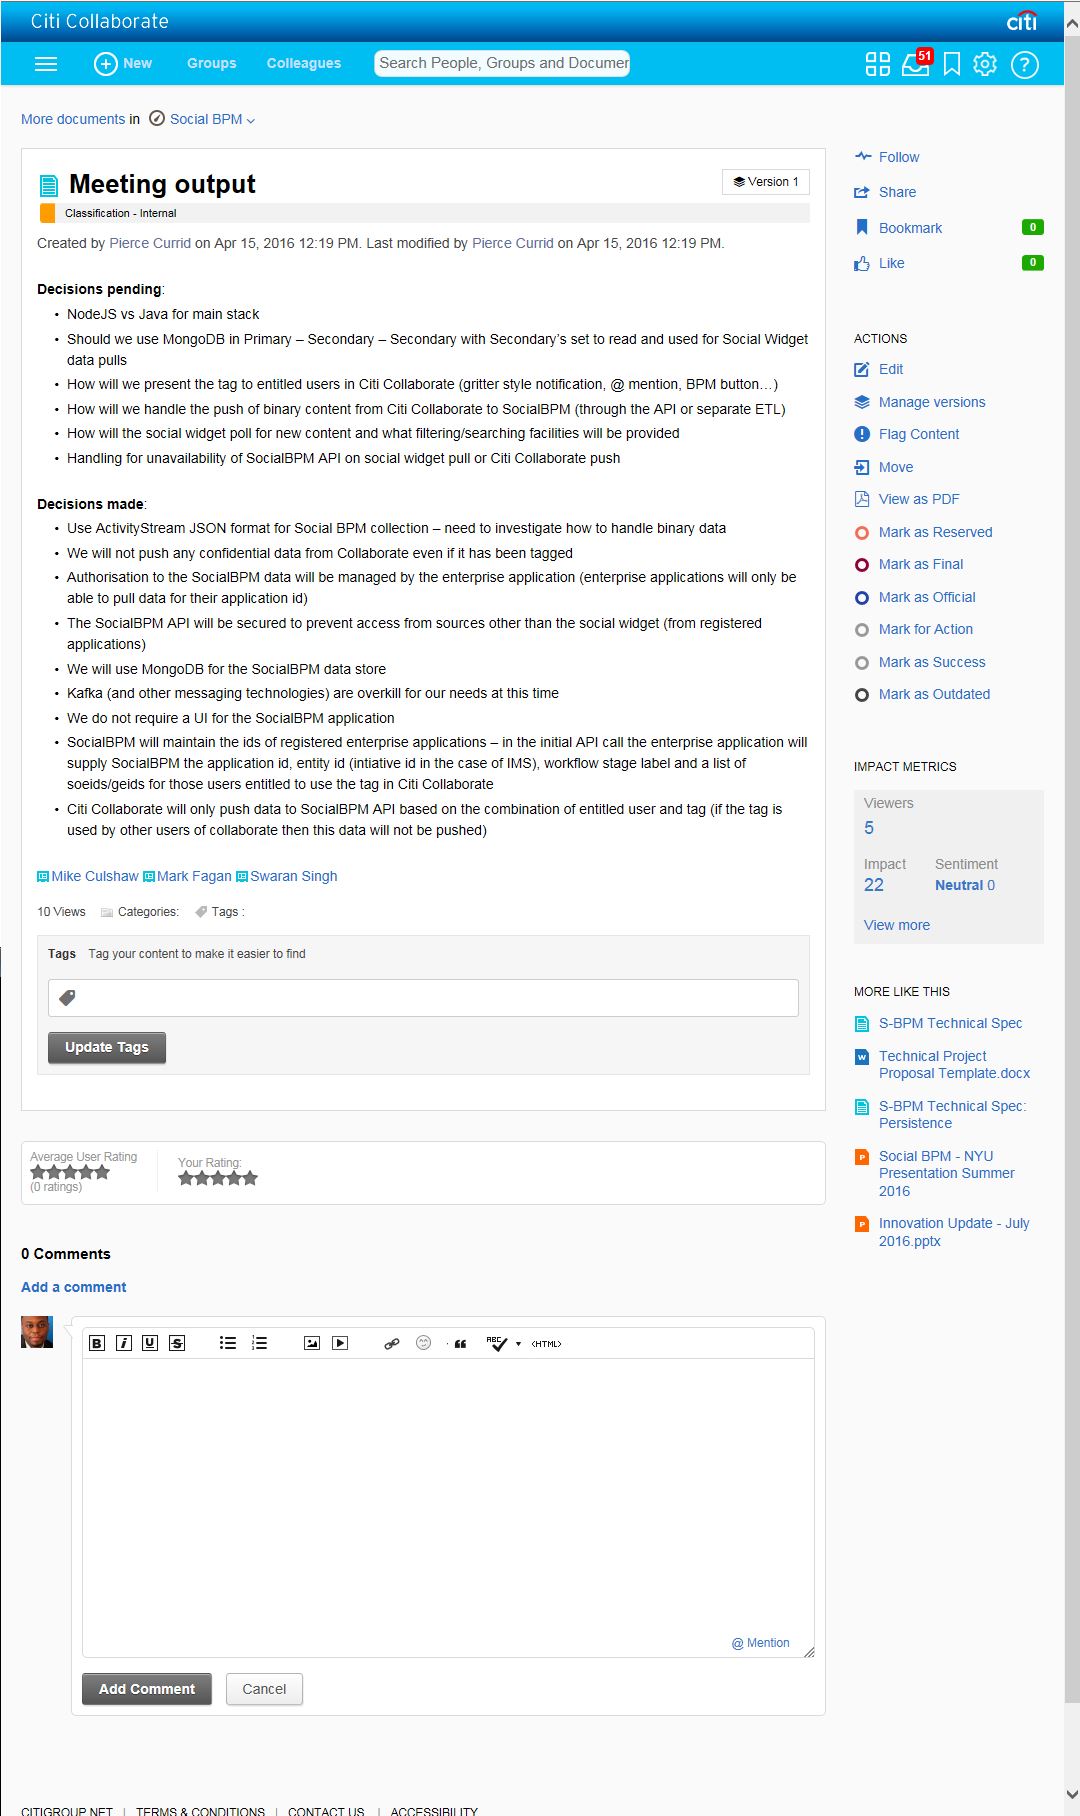 Citi Collaborate
citi
New Groups Colleagues Search People, Groups and Documen 51
More documents in Social BPM
Meeting output
Version 1
Classification - Internal
Created by Pierce Currid on Apr 15, 2016 12:19 PM. Last modified by Pierce Currid on Apr 15, 2016 12:19 PM.
Decisions pending:
• NodeJS vs Java for main stack
• Should we use MongoDB in Primary – Secondary – Secondary with Secondary's set to read and used for Social Widget
data pulls
• How will we present the tag to entitled users in Citi Collaborate (gritter style notification, @ mention, BPM button…)
• How will we handle the push of binary content from Citi Collaborate to SocialBPM (through the API or separate ETL)
• How will the social widget poll for new content and what filtering/searching facilities will be provided
• Handling for unavailability of SocialBPM API on social widget pull or Citi Collaborate push
Decisions made:
• Use ActivityStream JSON format for Social BPM collection – need to investigate how to handle binary data
• We will not push any confidential data from Collaborate even if it has been tagged
• Authorisation to the SocialBPM data will be managed by the enterprise application (enterprise applications will only be
able to pull data for their application id)
• The SocialBPM API will be secured to prevent access from sources other than the social widget (from registered
applications)
• We will use MongoDB for the SocialBPM data store
• Kafka (and other messaging technologies) are overkill for our needs at this time
• We do not require a UI for the SocialBPM application
• SocialBPM will maintain the ids of registered enterprise applications – in the initial API call the enterprise application will
supply SocialBPM the application id, entity id (intiative id in the case of IMS), workflow stage label and a list of
soeids/geids for those users entitled to use the tag in Citi Collaborate
• Citi Collaborate will only push data to SocialBPM API based on the combination of entitled user and tag (if the tag is
used by other users of collaborate then this data will not be pushed)
Mike Culshaw Mark Fagan Swaran Singh
10 Views Categories: Tags :
Tags Tag your content to make it easier to find
Update Tags
Average User Rating
(0 ratings)
Your Rating:
0 Comments
Add a comment
B i U S ABC <HTML>
@ Mention
Add Comment Cancel
Follow
Share
Bookmark 0
Like 0
ACTIONS
Edit
Manage versions
Flag Content
Move
View as PDF
Mark as Reserved
Mark as Final
Mark as Official
Mark for Action
Mark as Success
Mark as Outdated
IMPACT METRICS
Viewers
5
Impact Sentiment
22 Neutral 0
View more
MORE LIKE THIS
S-BPM Technical Spec
Technical Project
Proposal Template.docx
S-BPM Technical Spec:
Persistence
Social BPM - NYU
Presentation Summer
2016
Innovation Update - July
2016.pptx
CITIGROUP.NET | TERMS & CONDITIONS | CONTACT US | ACCESSIBILITY